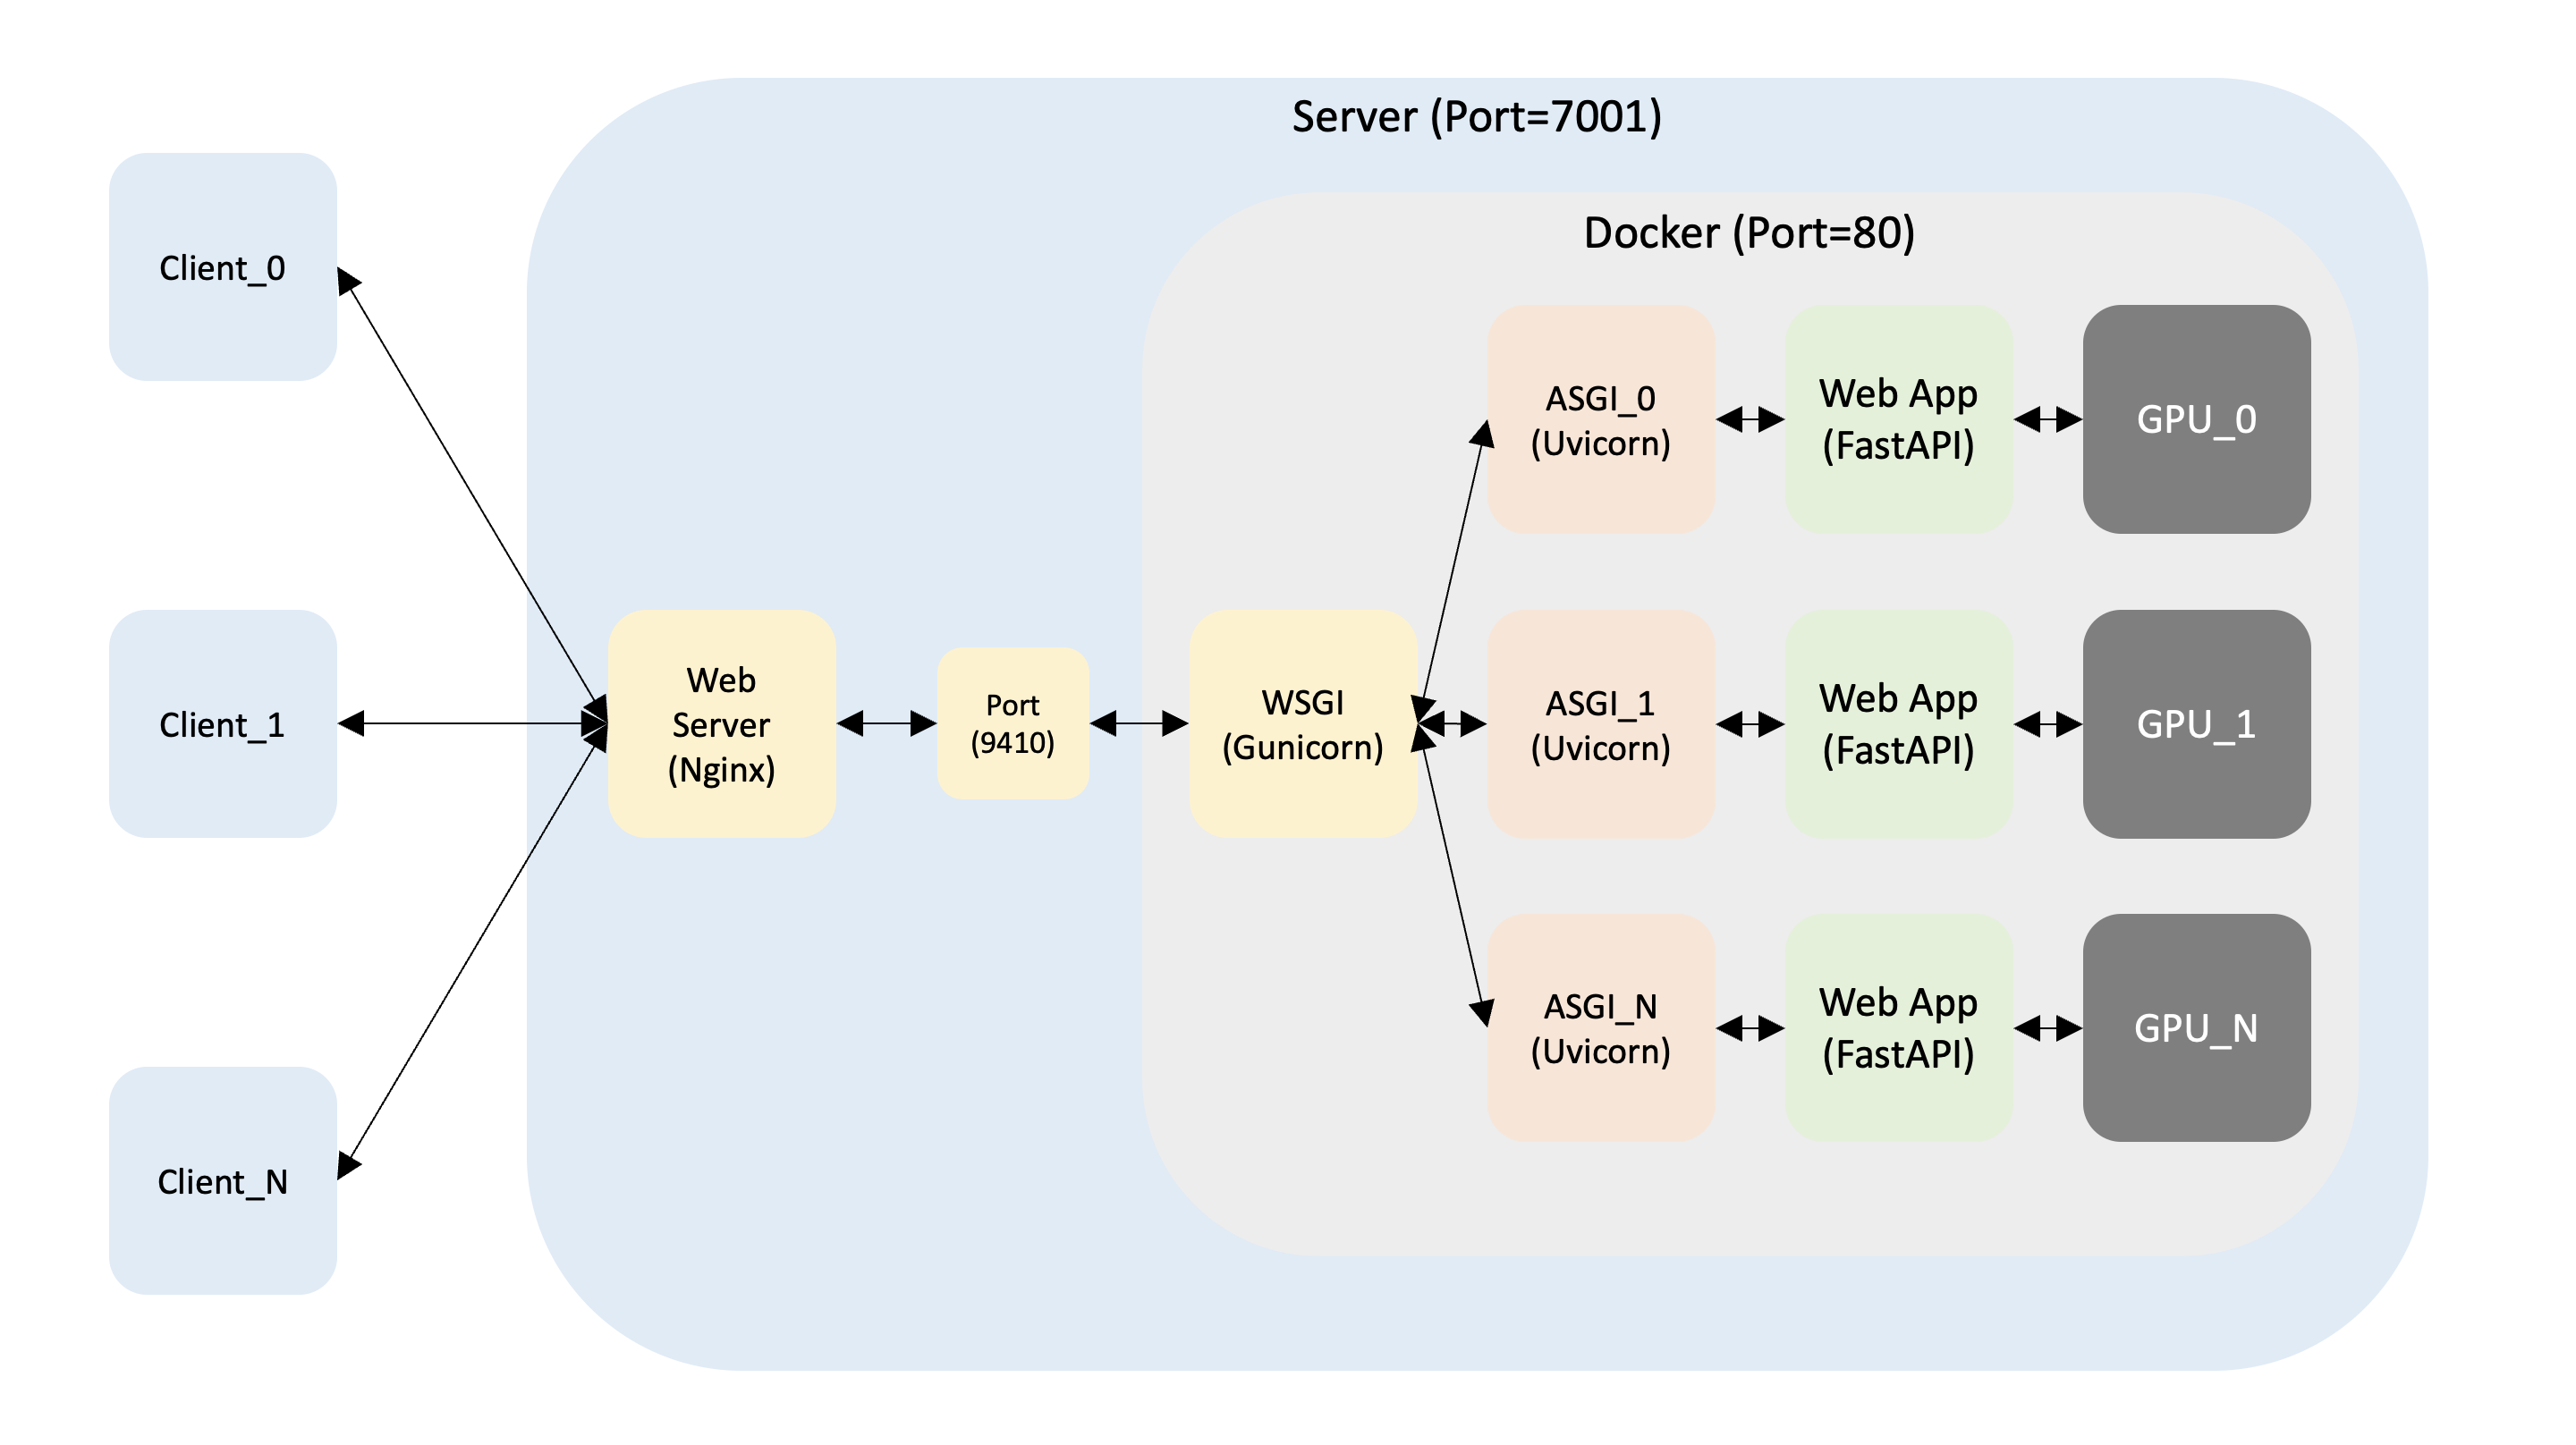 Server (Port=7001)
Docker (Port=80)
Client_0
Client_1
Client_N
Web
Server
(Nginx)
Port
(9410)
WSGI
(Gunicorn)
ASGI_0
(Uvicorn)
Web App
(FastAPI)
GPU_0
ASGI_1
(Uvicorn)
Web App
(FastAPI)
GPU_1
ASGI_N
(Uvicorn)
Web App
(FastAPI)
GPU_N